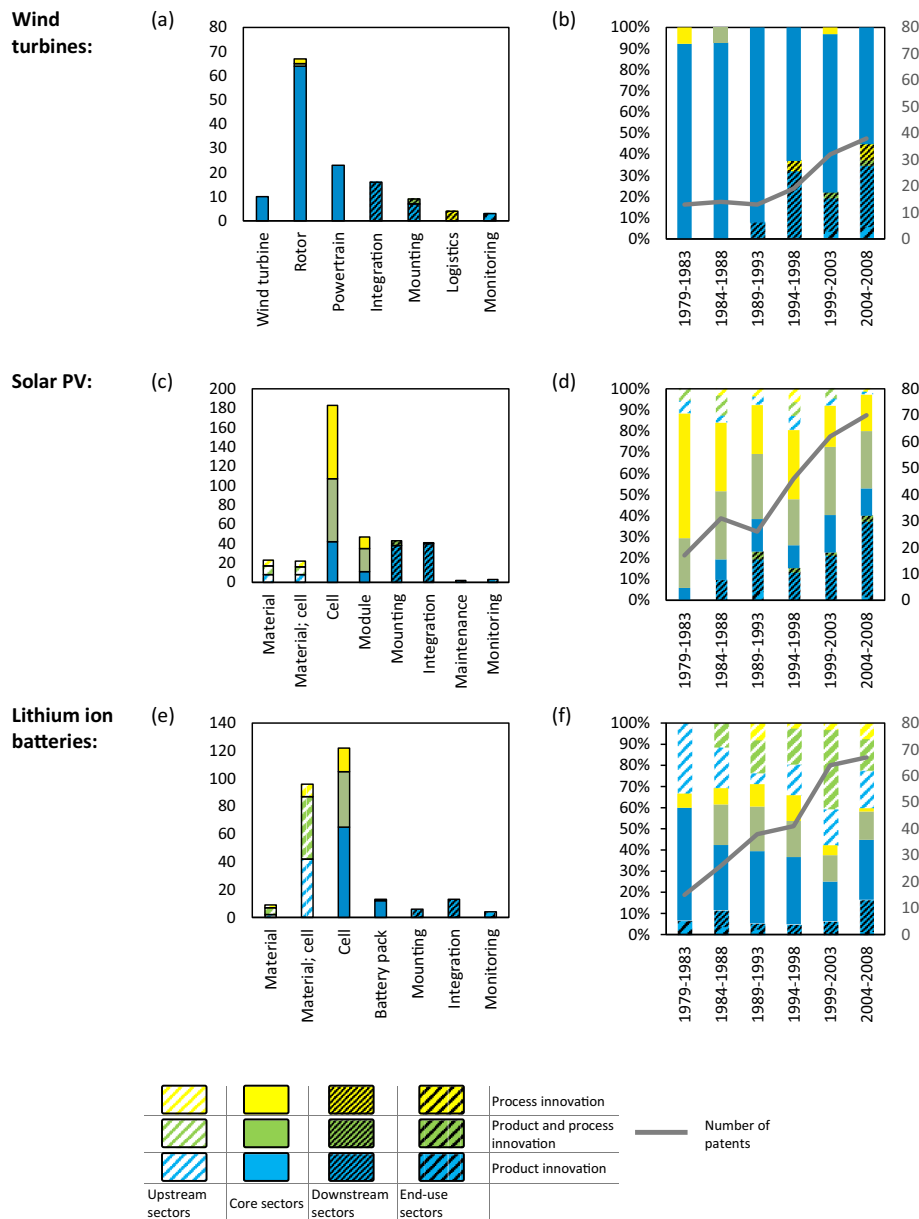 Wind
turbines:
(a)
80
70
60
50
40
30
20
10
0
Wind turbine
Rotor
Powertrain
Integration
Mounting
Logistics
Monitoring
(b)
100%
90%
80%
70%
60%
50%
40%
30%
20%
10%
0%
80
70
60
50
40
30
20
10
0
1979-1983
1984-1988
1989-1993
1994-1998
1999-2003
2004-2008
Solar PV:
(c)
200
180
160
140
120
100
80
60
40
20
0
Material
Material; cell
Cell
Module
Mounting
Integration
Maintenance
Monitoring
(d)
100%
90%
80%
70%
60%
50%
40%
30%
20%
10%
0%
80
70
60
50
40
30
20
10
0
1979-1983
1984-1988
1989-1993
1994-1998
1999-2003
2004-2008
Lithium ion
batteries:
(e)
140
120
100
80
60
40
20
0
Material
Material; cell
Cell
Battery pack
Mounting
Integration
Monitoring
(f)
100%
90%
80%
70%
60%
50%
40%
30%
20%
10%
0%
80
70
60
50
40
30
20
10
0
1979-1983
1984-1988
1989-1993
1994-1998
1999-2003
2004-2008
Process innovation
Product and process
innovation
Product innovation
Upstream
sectors
Core sectors
Downstream
sectors
End-use
sectors
Number of
patents